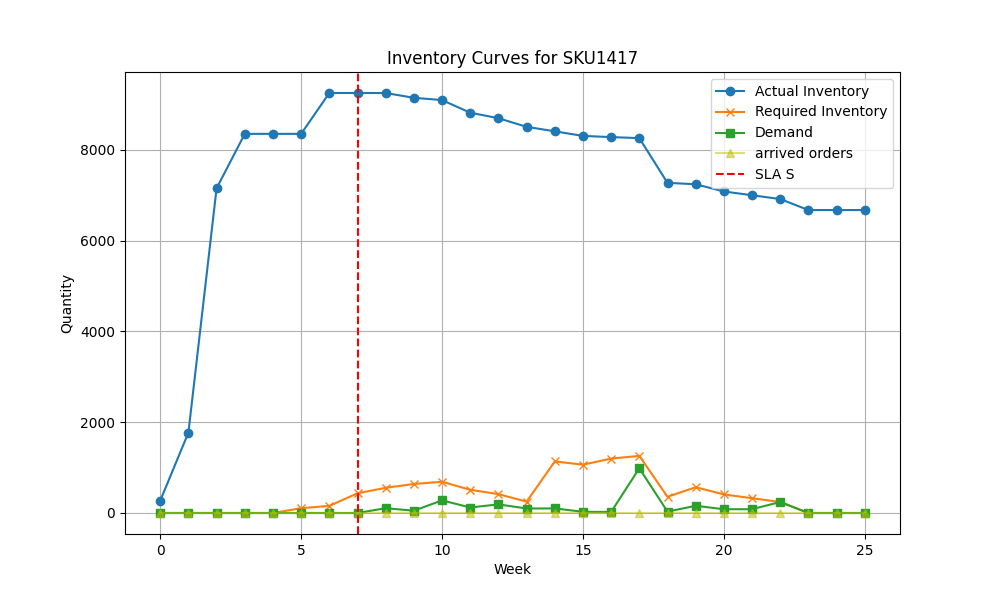 Inventory Curves for SKU1417
Actual Inventory
Required Inventory
Demand
arrived orders
SLA S
8000
6000
4000
2000
0
Quantity
0 5 10 15 20 25
Week